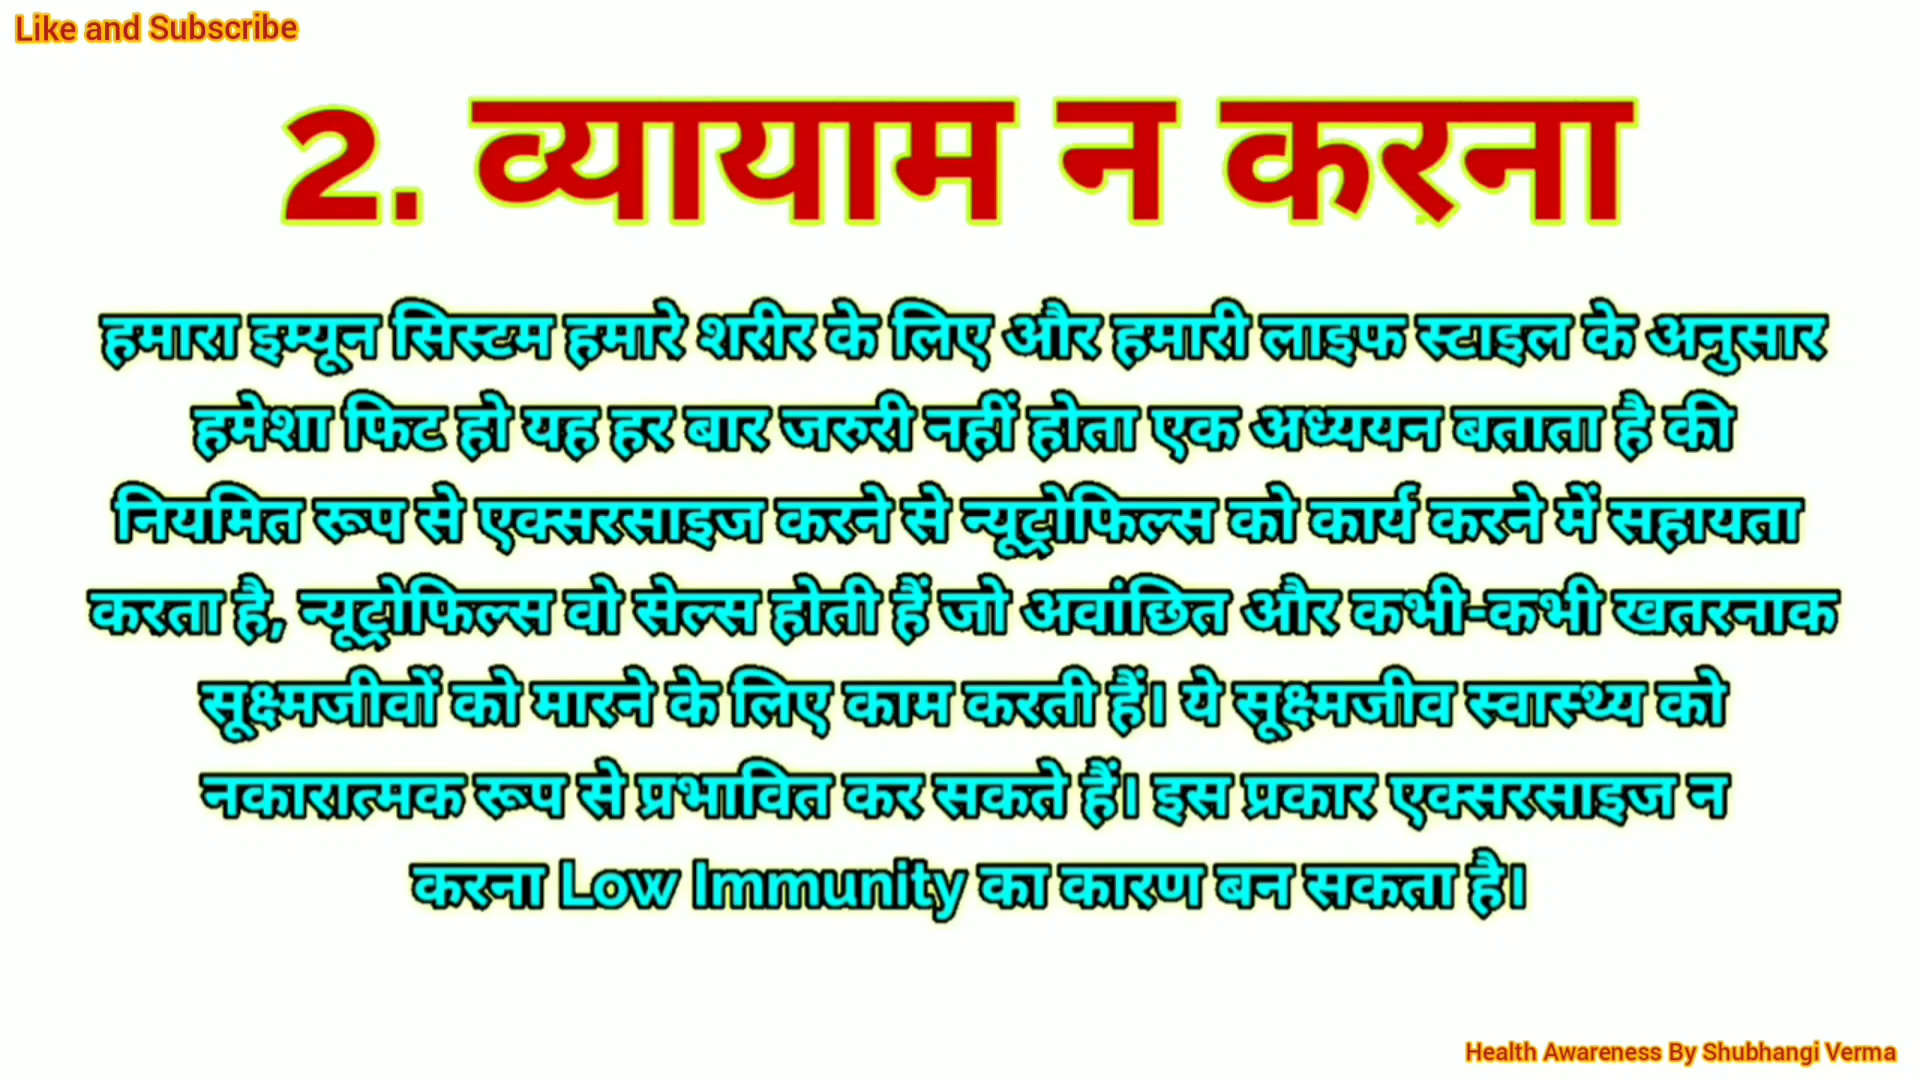 Like and Subscribe
2. व्यायाम न करना
हमारा इम्यून सिस्टम हमारे शरीर के लिए और हमारी लाइफ स्टाइल के अनुसार
हमेशा फिट हो यह हर बार जरुरी नहीं होता एक अध्ययन बताता है की
नियमित रूप से एक्सरसाइज करने से न्यूट्रोफिल्स को कार्य करने में सहायता
करता है, न्यूट्रोफिल्स वो सेल्स होती हैं जो अवांछित और कभी-कभी खतरनाक
सूक्ष्मजीवों को मारने के लिए काम करती हैं। ये सूक्ष्मजीव स्वास्थ्य को
नकारात्मक रूप से प्रभावित कर सकते हैं। इस प्रकार एक्सरसाइज न
करना Low Immunity का कारण बन सकता है।
Health Awareness By Shubhangi Verma